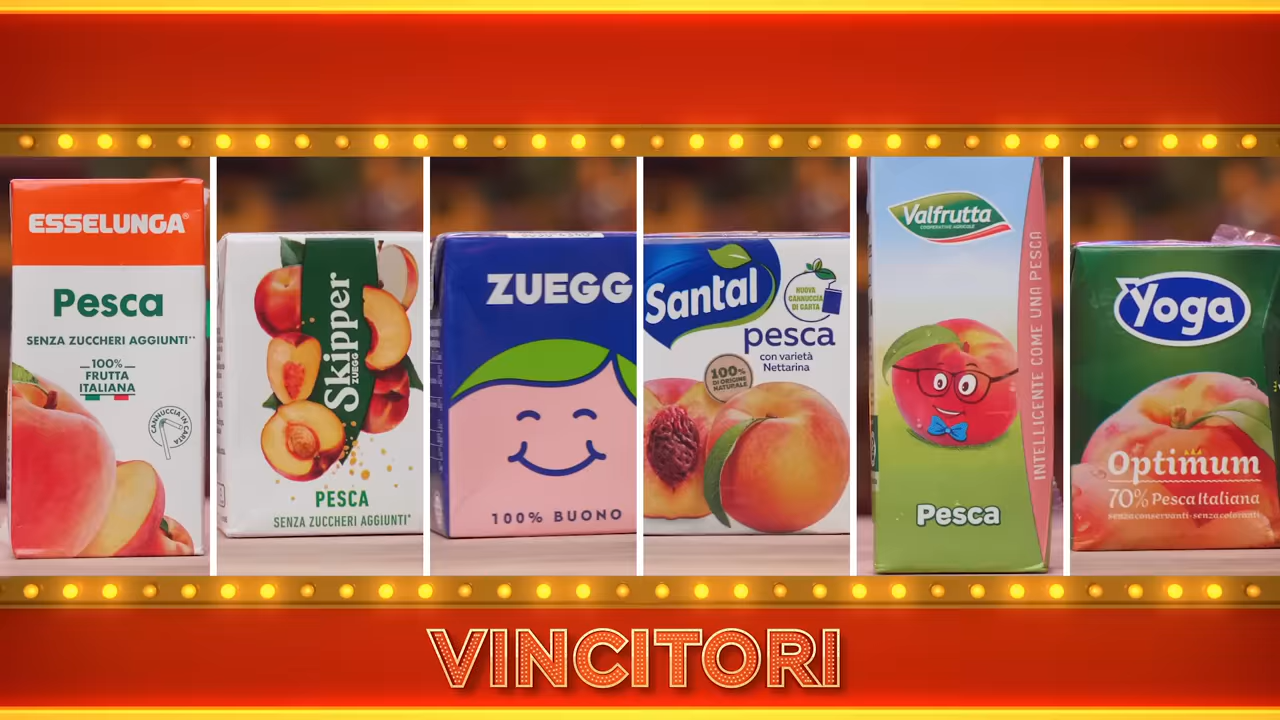 ESSELUNGA®
Pesca
SENZA ZUCCHERI AGGIUNTI**
100%
FRUTTA
ITALIANA
CANNUCCIA IN CARTA
Skipper
ZUEGG
PESCA
SENZA ZUCCHERI AGGIUNTI*
ZUEGG
100% BUONO
Santal
NUOVA
CANNUCCIA
DI CARTA
pesca
con varietà
Nettarina
100%
DI ORIGINE
NATURALE
Valfrutta
COOPERATIVE AGRICOLE
INTELLIGENTE COME UNA PESCA
Pesca
Yoga
Optimum
70% Pesca Italiana
senza conservanti - senza coloranti
VINCITORI